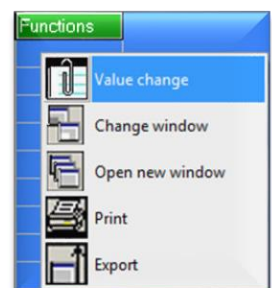 Functions
Value change
Change window
Open new window
Print
Export